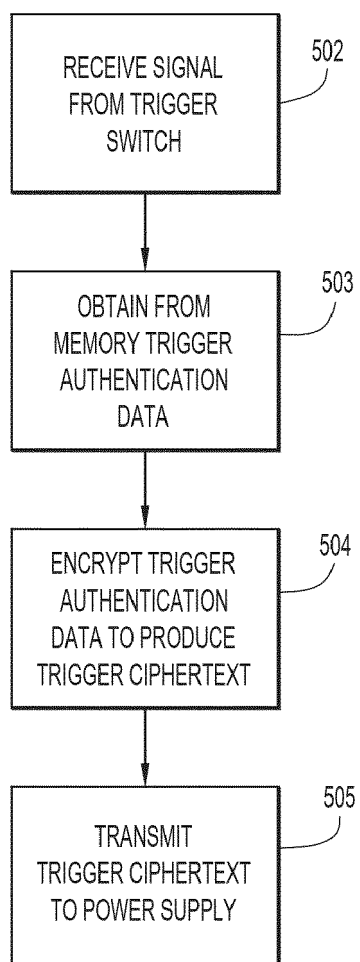 RECEIVE SIGNAL
FROM TRIGGER
SWITCH
502
OBTAIN FROM
MEMORY TRIGGER
AUTHENTICATION
DATA
503
ENCRYPT TRIGGER
AUTHENTICATION
DATA TO PRODUCE
TRIGGER CIPHERTEXT
504
TRANSMIT
TRIGGER CIPHERTEXT
TO POWER SUPPLY
505